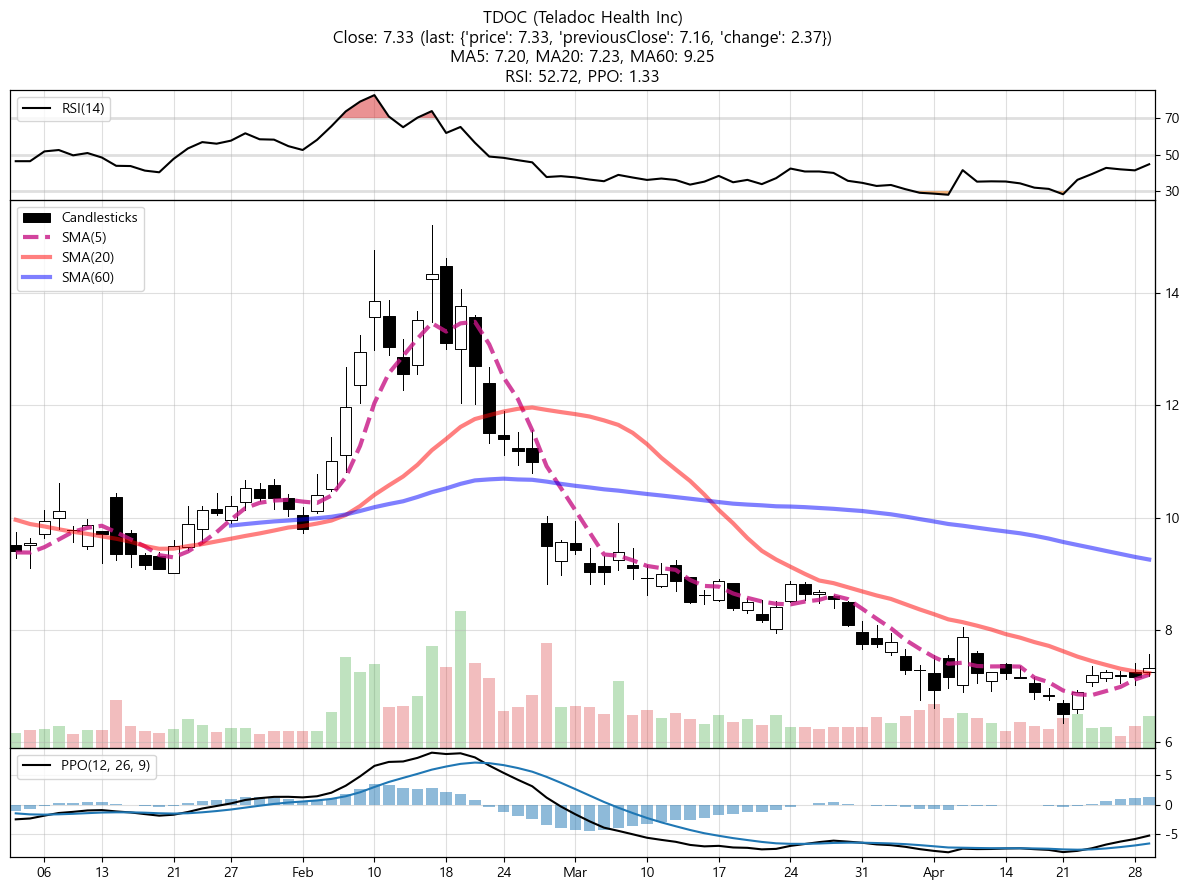 TDOC (Teladoc Health Inc)
Close: 7.33 (last: {'price': 7.33, 'previousClose': 7.16, 'change': 2.37})
MA5: 7.20, MA20: 7.23, MA60: 9.25
RSI: 52.72, PPO: 1.33
RSI(14)
70
50
30
Candlesticks
SMA(5)
SMA(20)
SMA(60)
14
12
10
8
6
PPO(12, 26, 9)
5
0
-5
06 13 21 27 Feb 10 18 24 Mar 10 17 24 31 Apr 14 21 28